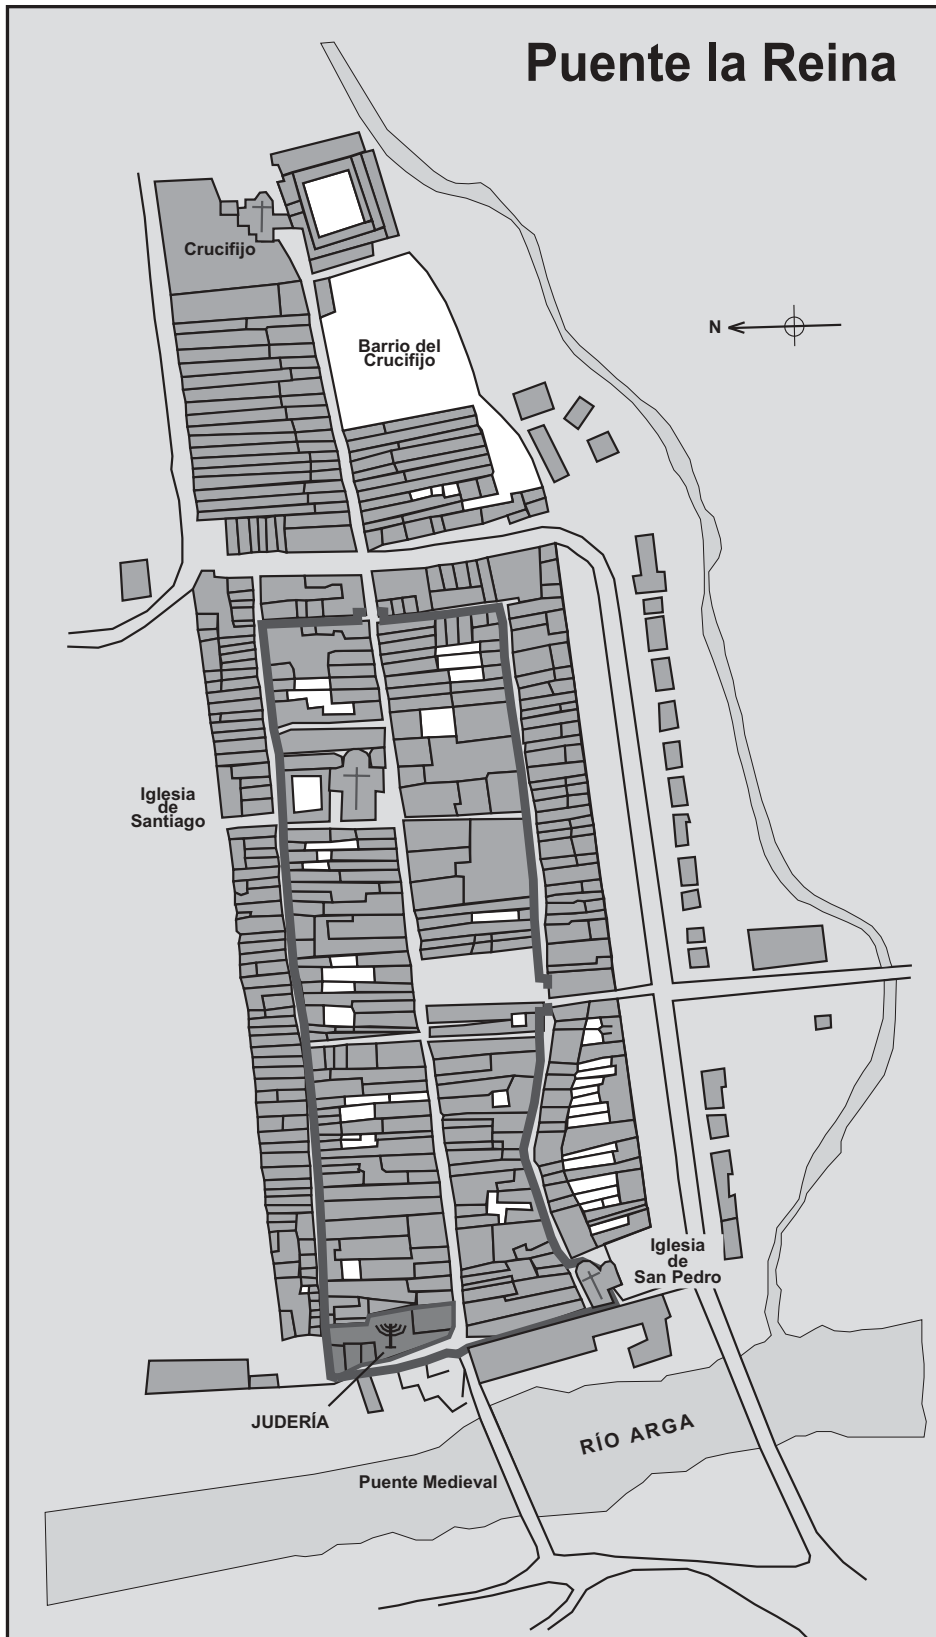 Puente la Reina
Crucifijo
N
Barrio del
Crucifijo
Iglesia
de
Santiago
Iglesia
de
San Pedro
JUDERÍA
RÍO ARGA
Puente Medieval